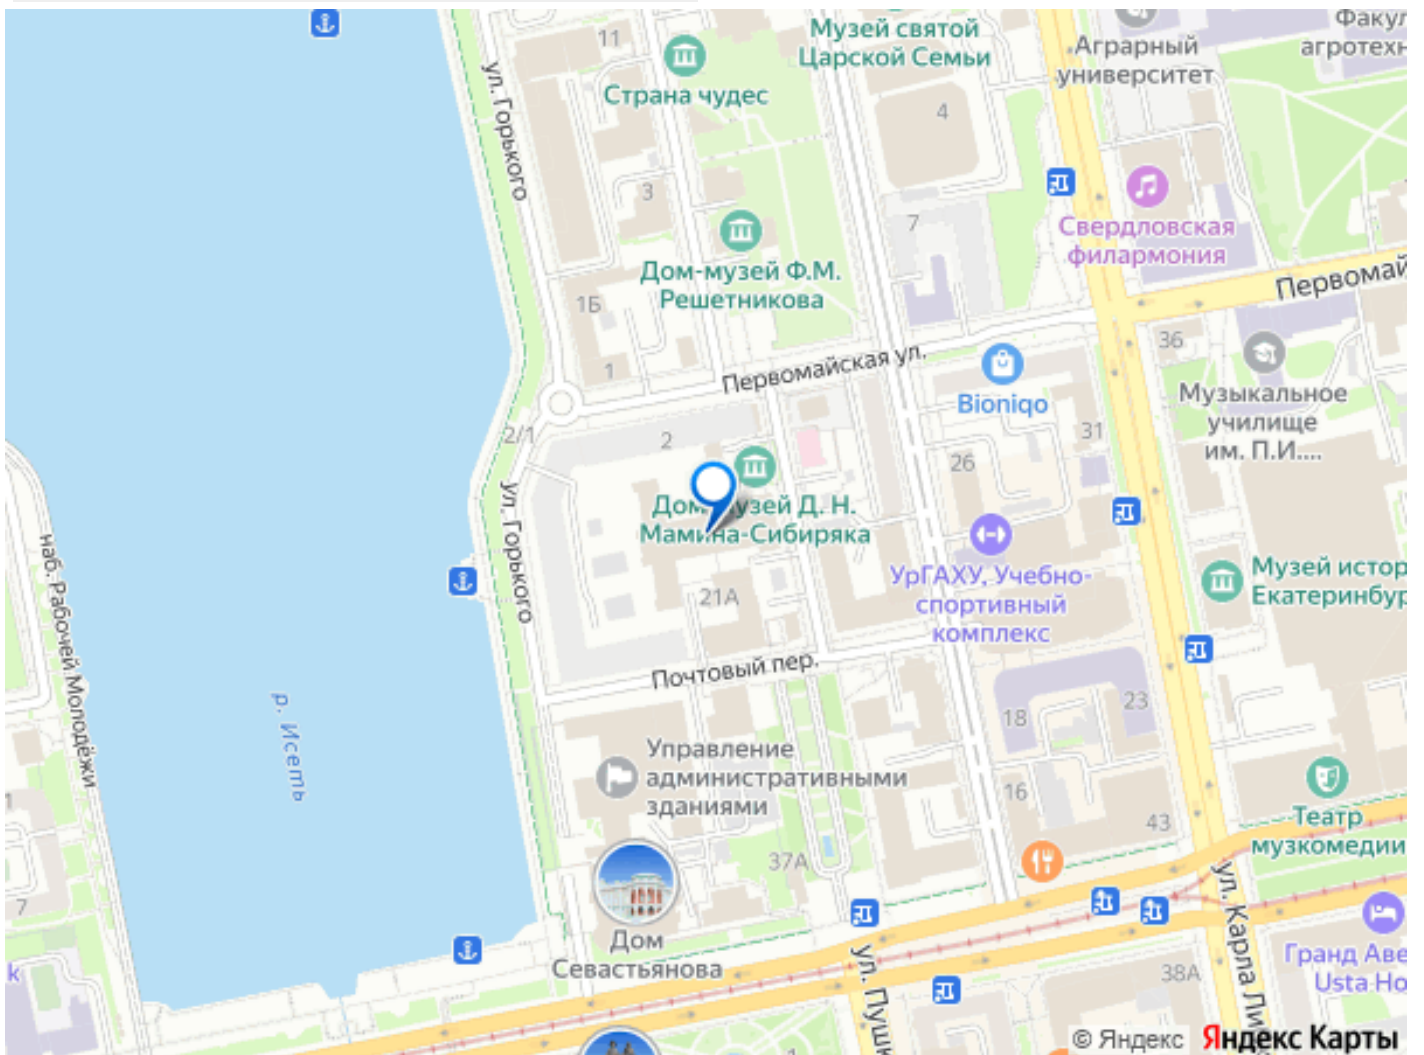 Музей святой
Царской Семьи
11
Страна чудес
ул. Горького
4
Аграрный
университет
Факул
агротехн
3
7
Свердловская
филармония
Дом-музей Ф.М.
Решетникова
1Б
Первомай
1
Первомайская ул.
36
Bioniqo
Музыкальное
училище
им. П.И....
2/1
2
31
26
Дом-музей Д. Н.
Мамина-Сибиряка
ул. Горького
наб. Рабочей Молодёжи
УрГАХУ, Учебно-
спортивный
комплекс
Музей истор
Екатеринбур
21А
Почтовый пер.
р. Исеть
18
23
Управление
административными
зданиями
16
43
1
Театр
музкомедии
37А
7
ул. Карла Ли
Дом
Севастьянова
ул. Пушк
k
38А
Гранд Аве
Usta Ho
1
© Яндекс Яндекс Карты